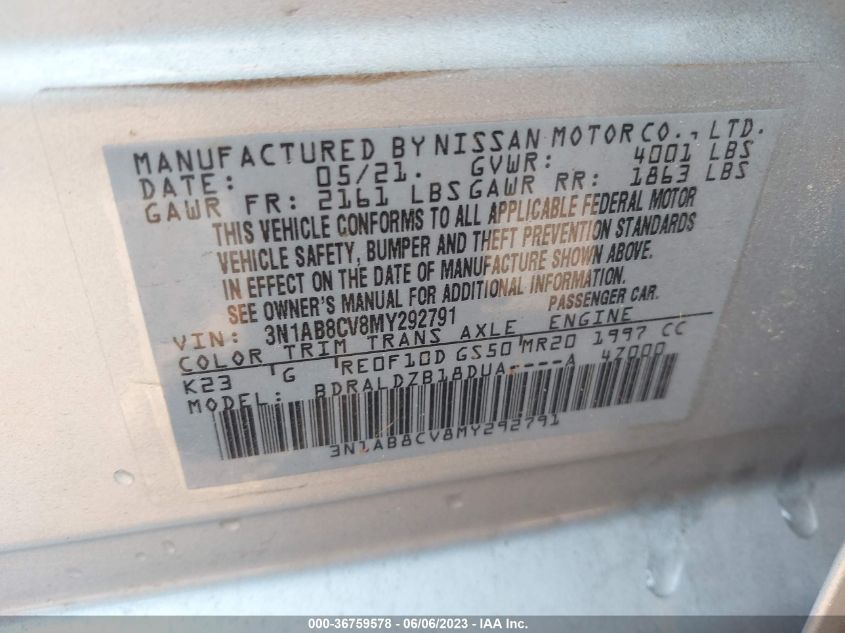 MANUFACTURED BY NISSAN MOTOR CO., LTD.
DATE: 05/21. GVWR: 4001 LBS
GAWR FR: 2161 LBS GAWR RR: 1863 LBS
THIS VEHICLE CONFORMS TO ALL APPLICABLE FEDERAL MOTOR
VEHICLE SAFETY, BUMPER AND THEFT PREVENTION STANDARDS
IN EFFECT ON THE DATE OF MANUFACTURE SHOWN ABOVE.
SEE OWNER'S MANUAL FOR ADDITIONAL INFORMATION.
VIN: 3N1AB8CV8MY292791 PASSENGER CAR.
COLOR TRIM TRANS AXLE ENGINE
K23 G RE0F10D GS50 MR20 1997 CC
MODEL: BDRALDZB18DUA----A 47000
3N1AB8CV8MY292791
000-36759578 - 06/06/2023 - IAA Inc.